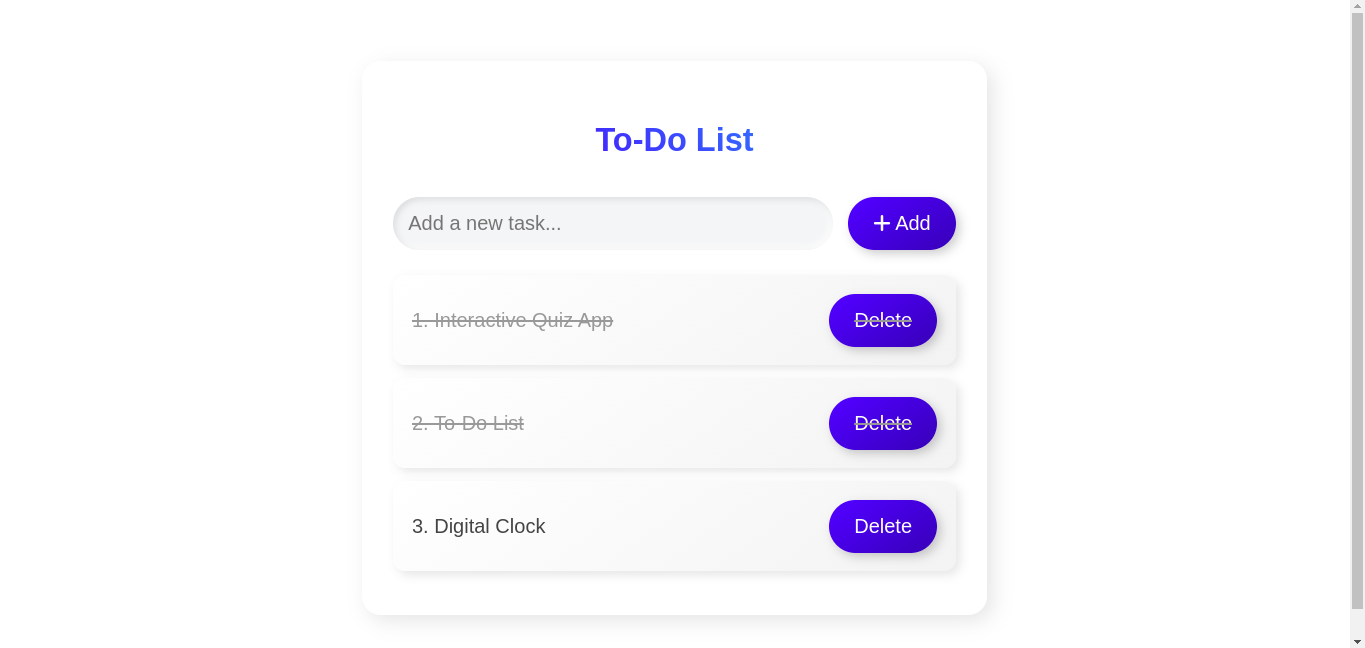 To-Do List
Add a new task...
+ Add
1. Interactive Quiz App
Delete
2. To-Do List
Delete
3. Digital Clock
Delete